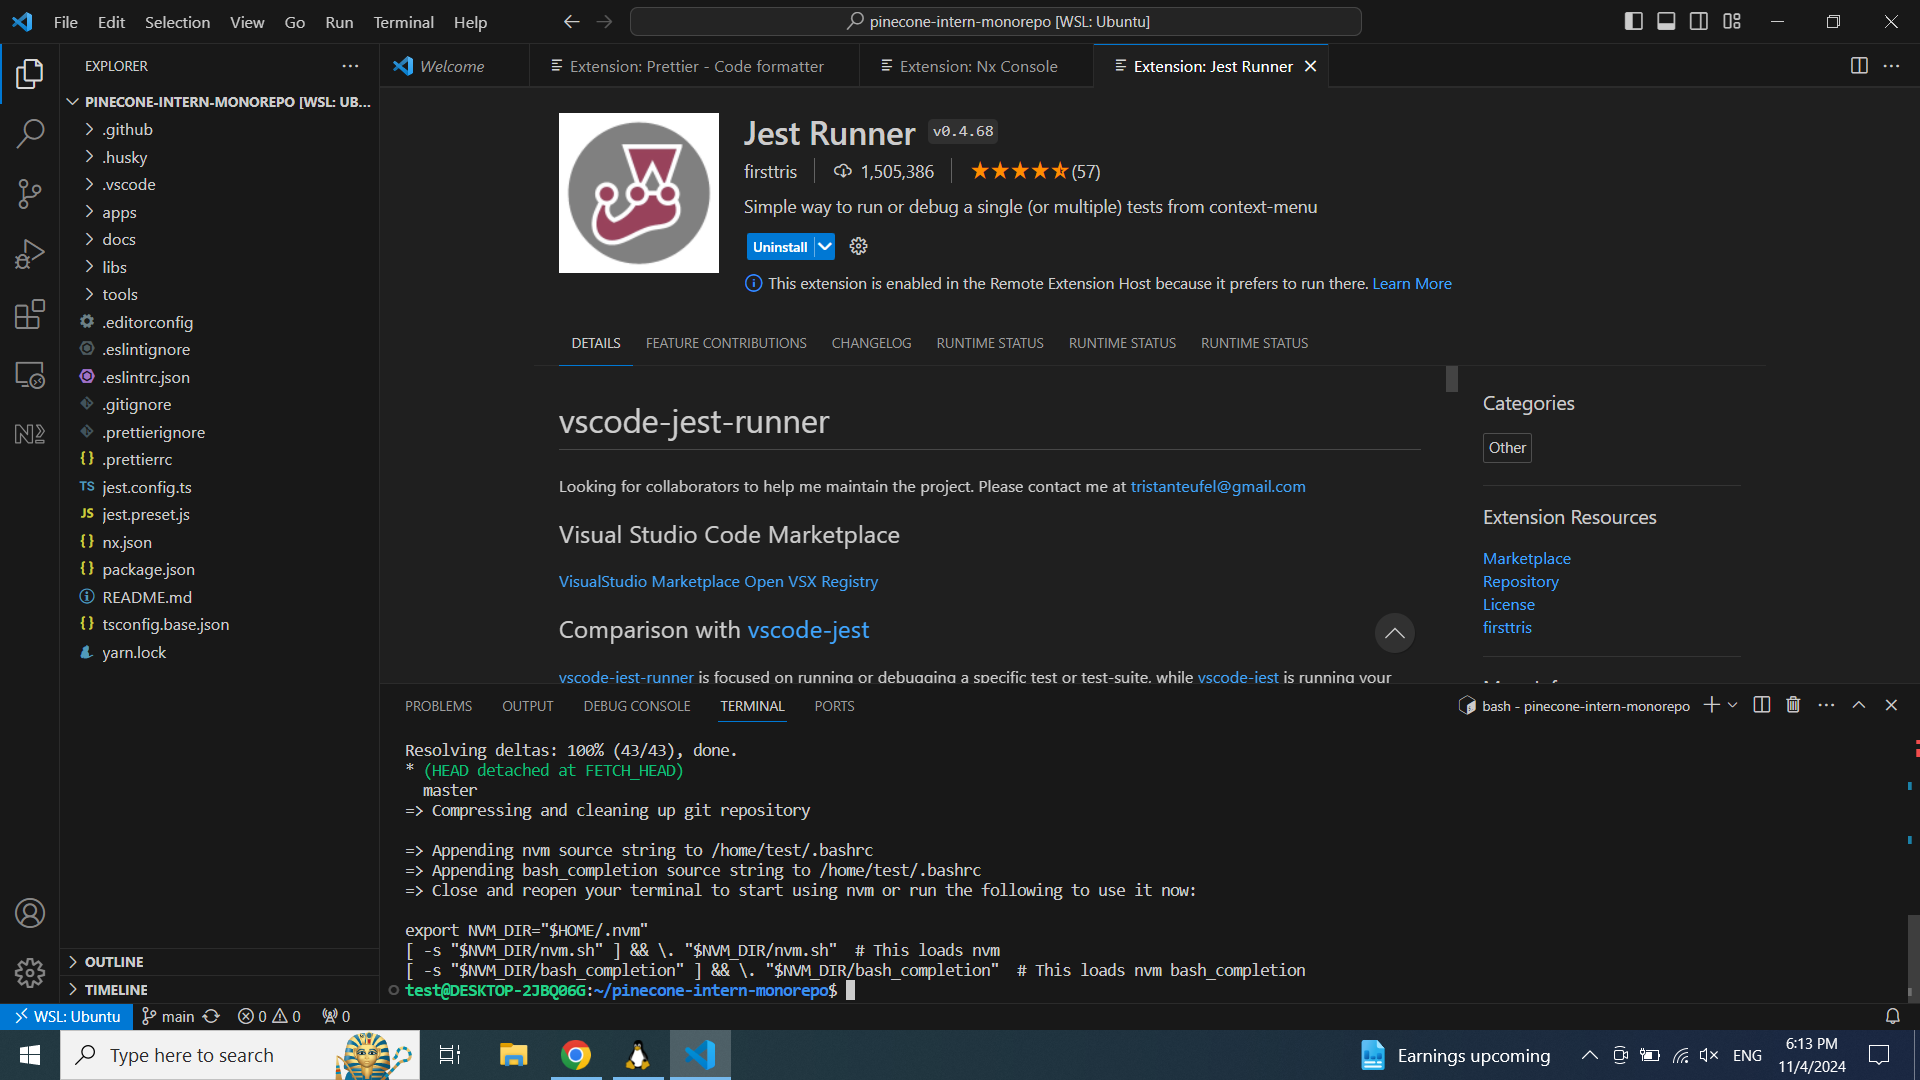 File Edit Selection View Go Run Terminal Help
pinecone-intern-monorepo [WSL: Ubuntu]
EXPLORER
PINECONE-INTERN-MONOREPO [WSL: UB...
.github
.husky
.vscode
apps
docs
libs
tools
.editorconfig
.eslintignore
.eslintrc.json
.gitignore
.prettierignore
{} .prettierrc
TS jest.config.ts
JS jest.preset.js
{} nx.json
{} package.json
README.md
{} tsconfig.base.json
yarn.lock
OUTLINE
TIMELINE
Welcome
Extension: Prettier - Code formatter
Extension: Nx Console
Extension: Jest Runner
Jest Runner v0.4.68
firsttris 1,505,386 (57)
Simple way to run or debug a single (or multiple) tests from context-menu
Uninstall
This extension is enabled in the Remote Extension Host because it prefers to run there. Learn More
DETAILS FEATURE CONTRIBUTIONS CHANGELOG RUNTIME STATUS RUNTIME STATUS RUNTIME STATUS
vscode-jest-runner
Looking for collaborators to help me maintain the project. Please contact me at tristanteufel@gmail.com
Visual Studio Code Marketplace
VisualStudio Marketplace Open VSX Registry
Comparison with vscode-jest
vscode-jest-runner is focused on running or debugging a specific test or test-suite, while vscode-jest is running your
Categories
Other
Extension Resources
Marketplace
Repository
License
firsttris
PROBLEMS OUTPUT DEBUG CONSOLE TERMINAL PORTS
bash - pinecone-intern-monorepo
Resolving deltas: 100% (43/43), done.
* (HEAD detached at FETCH_HEAD)
master
=> Compressing and cleaning up git repository
=> Appending nvm source string to /home/test/.bashrc
=> Appending bash_completion source string to /home/test/.bashrc
=> Close and reopen your terminal to start using nvm or run the following to use it now:
export NVM_DIR="$HOME/.nvm"
[ -s "$NVM_DIR/nvm.sh" ] && \. "$NVM_DIR/nvm.sh"  # This loads nvm
[ -s "$NVM_DIR/bash_completion" ] && \. "$NVM_DIR/bash_completion"  # This loads nvm bash_completion
test@DESKTOP-2JBQ06G:~/pinecone-intern-monorepo$
WSL: Ubuntu main 0 0 0
Type here to search
Earnings upcoming
ENG
6:13 PM
11/4/2024